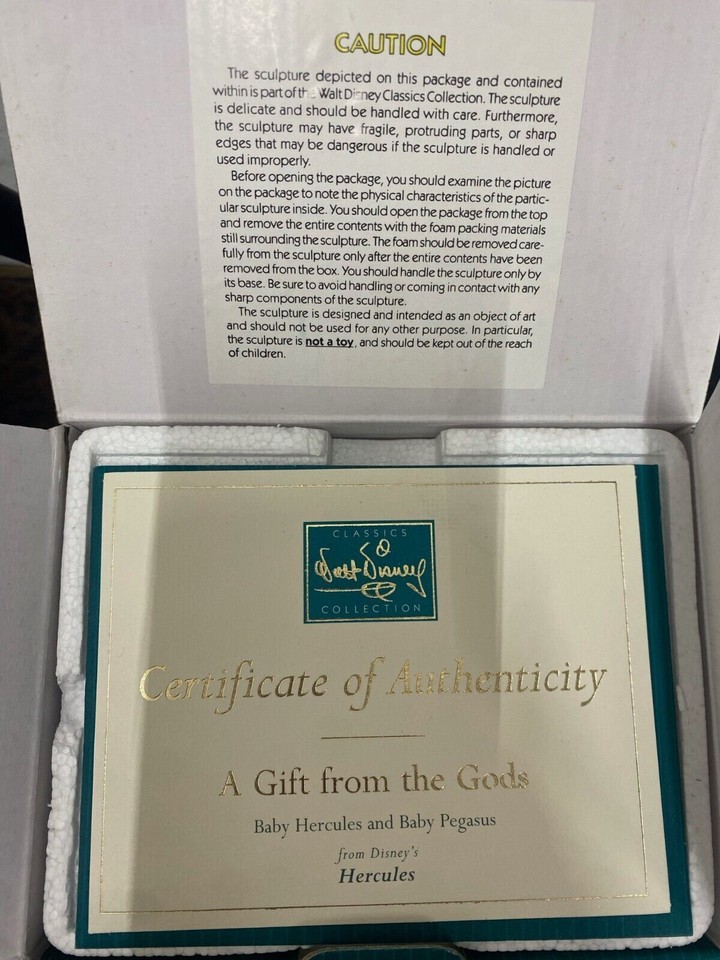 CAUTION
The sculpture depicted on this package and contained
within is part of the Walt Disney Classics Collection. The sculpture
is delicate and should be handled with care. Furthermore,
the sculpture may have fragile, protruding parts, or sharp
edges that may be dangerous if the sculpture is handled or
used improperly.
Before opening the package, you should examine the picture
on the package to note the physical characteristics of the partic-
ular sculpture inside. You should open the package from the top
and remove the entire contents with the foam packing materials
still surrounding the sculpture. The foam should be removed care-
fully from the sculpture only after the entire contents have been
removed from the box. You should handle the sculpture only by
its base. Be sure to avoid handling or coming in contact with any
sharp components of the sculpture.
The sculpture is designed and intended as an object of art
and should not be used for any other purpose. In particular,
the sculpture is not a toy, and should be kept out of the reach
of children.
CLASSICS
Walt Disney
COLLECTION
Certificate of Authenticity
A Gift from the Gods
Baby Hercules and Baby Pegasus
from Disney's
Hercules